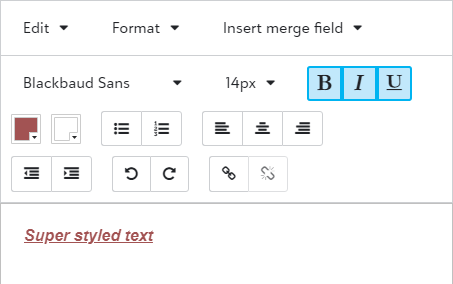 Edit Format Insert merge field
Blackbaud Sans 14px B I U
Super styled text